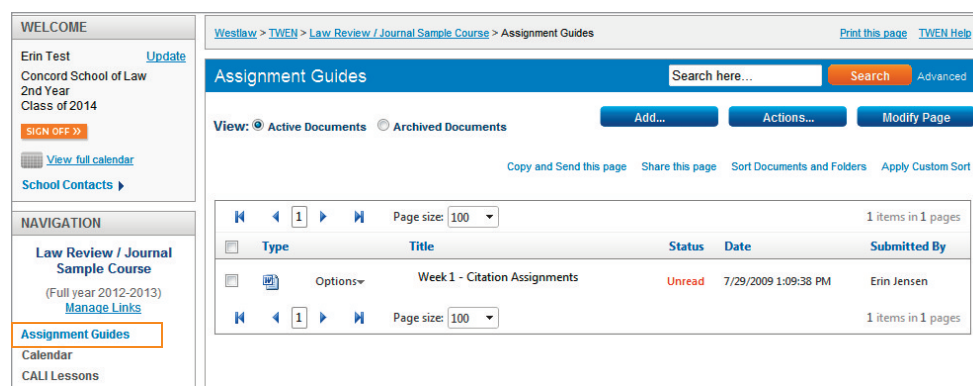 WELCOME
Erin Test Update
Concord School of Law
2nd Year
Class of 2014
SIGN OFF »
View full calendar
School Contacts
NAVIGATION
Law Review / Journal
Sample Course
(Full year 2012-2013)
Manage Links
Assignment Guides
Calendar
CALI Lessons
Westlaw > TWEN > Law Review / Journal Sample Course > Assignment Guides Print this page TWEN Help
Assignment Guides Search here... Search Advanced
View: Active Documents Archived Documents Add... Actions... Modify Page
Copy and Send this page Share this page Sort Documents and Folders Apply Custom Sort
1 Page size: 100 1 items in 1 pages
Type Title Status Date Submitted By
Options Week 1 - Citation Assignments Unread 7/29/2009 1:09:38 PM Erin Jensen
1 Page size: 100 1 items in 1 pages